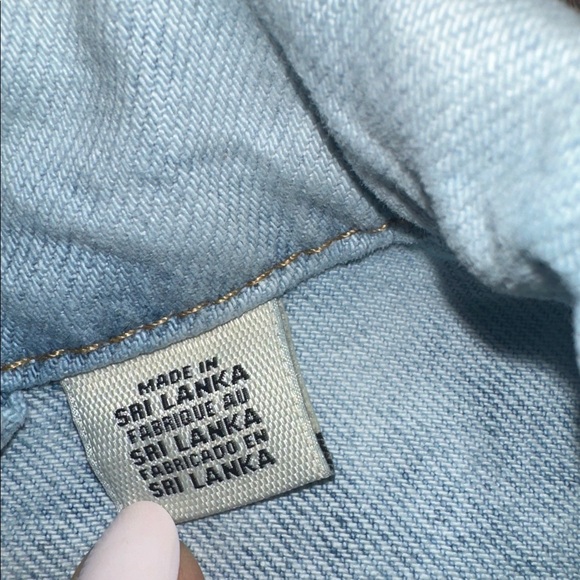 MADE IN
SRI LANKA
FABRIQUE AU
SRI LANKA
FABRICADO EN
SRI LANKA